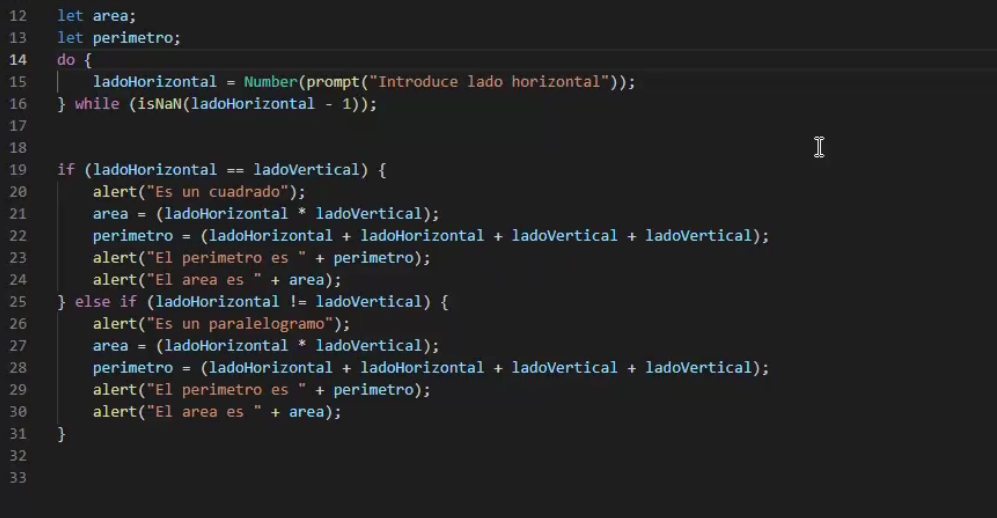 12 let area;
13 let perimetro;
14 do {
15 ladoHorizontal = Number(prompt("Introduce lado horizontal"));
16 } while (isNaN(ladoHorizontal - 1));
17
18
19 if (ladoHorizontal == ladoVertical) {
20 alert("Es un cuadrado");
21 area = (ladoHorizontal * ladoVertical);
22 perimetro = (ladoHorizontal + ladoHorizontal + ladoVertical + ladoVertical);
23 alert("El perimetro es " + perimetro);
24 alert("El area es " + area);
25 } else if (ladoHorizontal != ladoVertical) {
26 alert("Es un paralelogramo");
27 area = (ladoHorizontal * ladoVertical);
28 perimetro = (ladoHorizontal + ladoHorizontal + ladoVertical + ladoVertical);
29 alert("El perimetro es " + perimetro);
30 alert("El area es " + area);
31 }
32
33